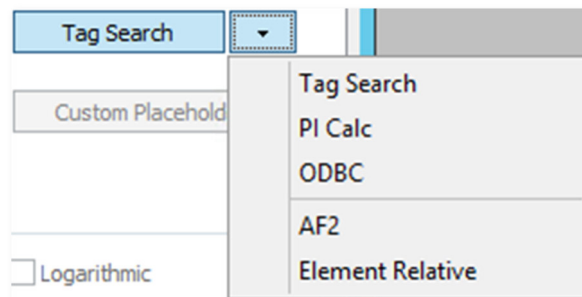 Tag Search
Tag Search
Custom Placehold
PI Calc
ODBC
AF2
Logarithmic
Element Relative